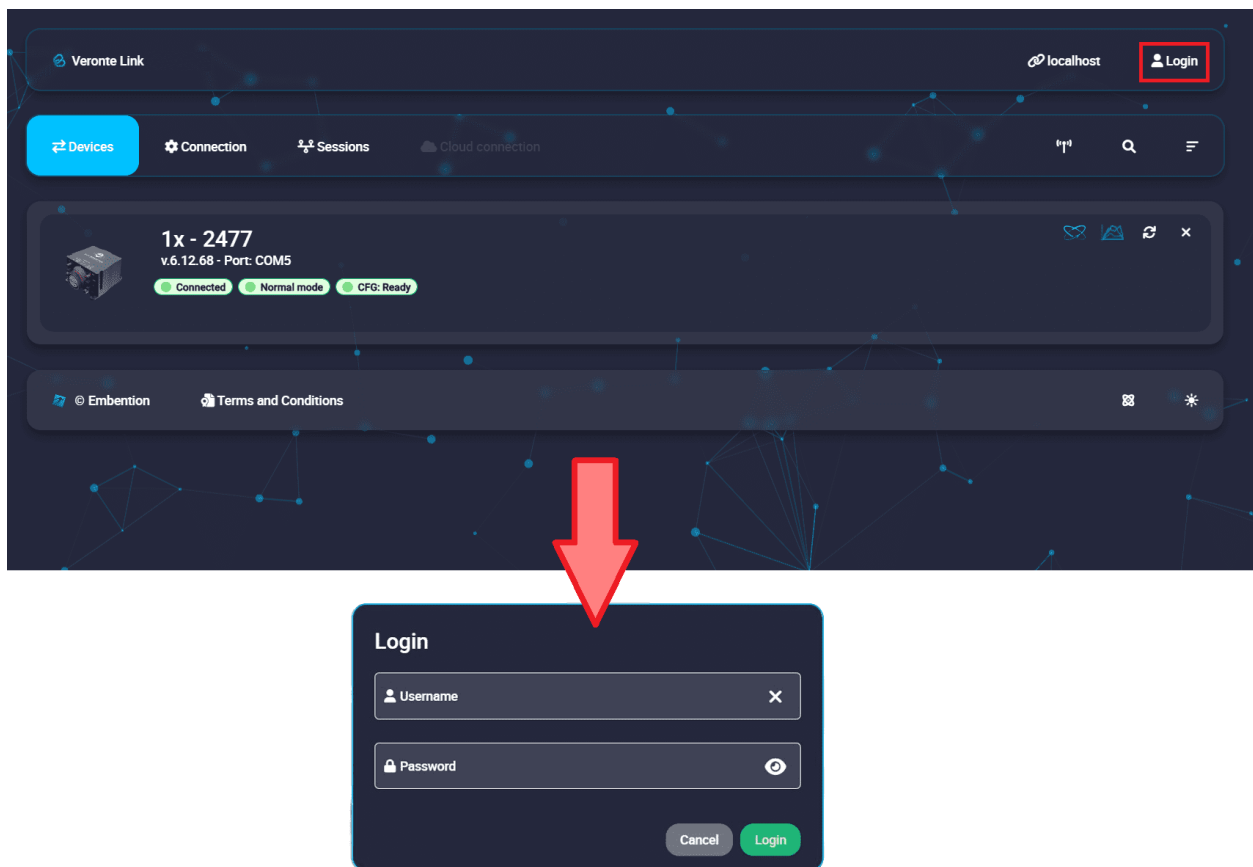 Veronte Link
localhost
Login
Devices
Connection
Sessions
Cloud connection
1x - 2477
v.6.12.68 - Port: COM5
Connected
Normal mode
CFG: Ready
© Embention
Terms and Conditions
Login
Username
Password
Cancel
Login